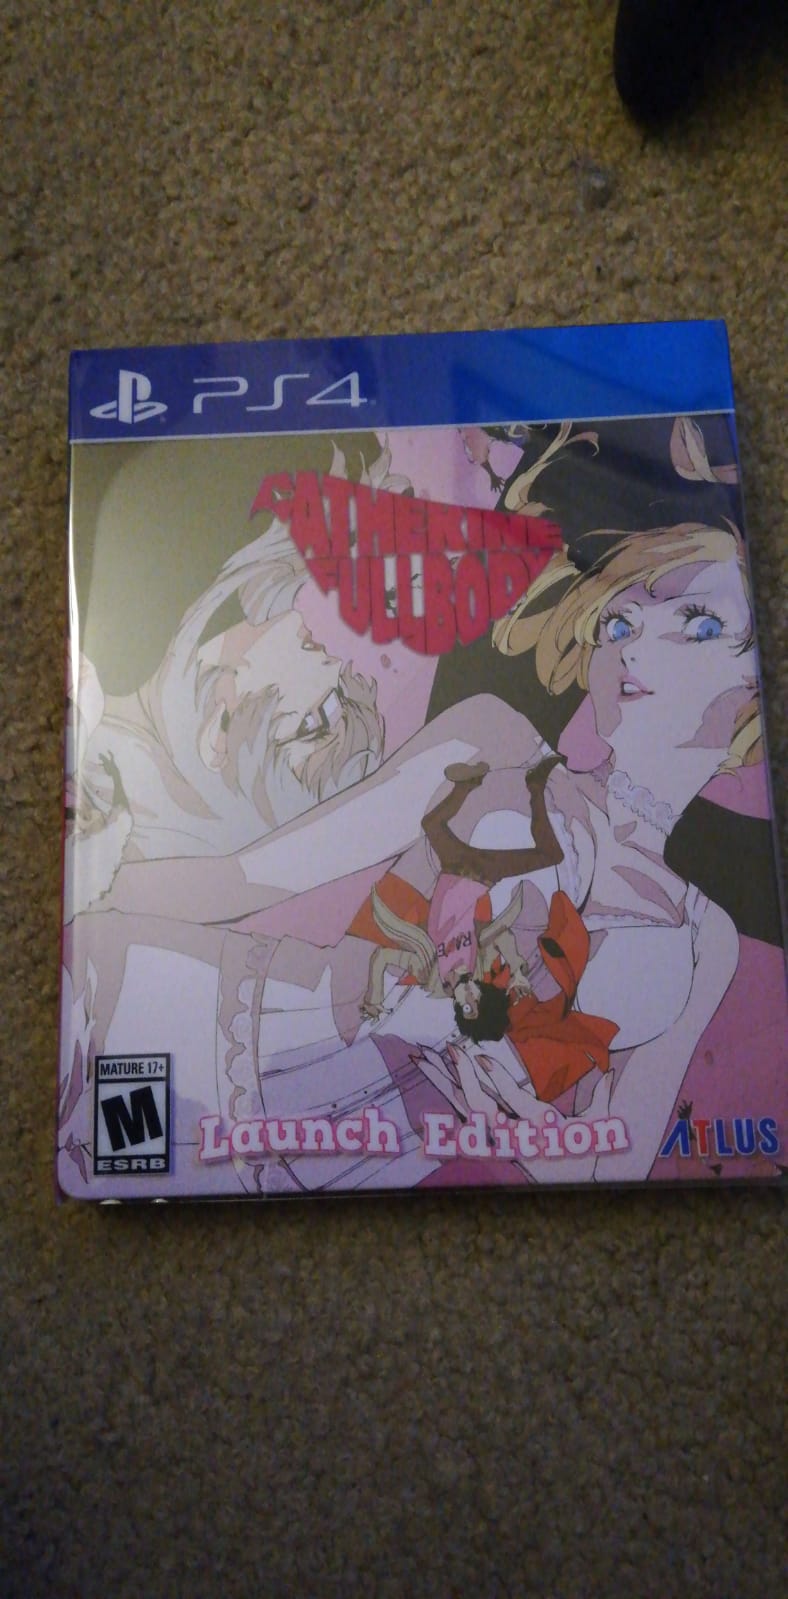 PS4
CATHERINE
FULLBODY
MATURE 17+
M
ESRB
Launch Edition
ATLUS